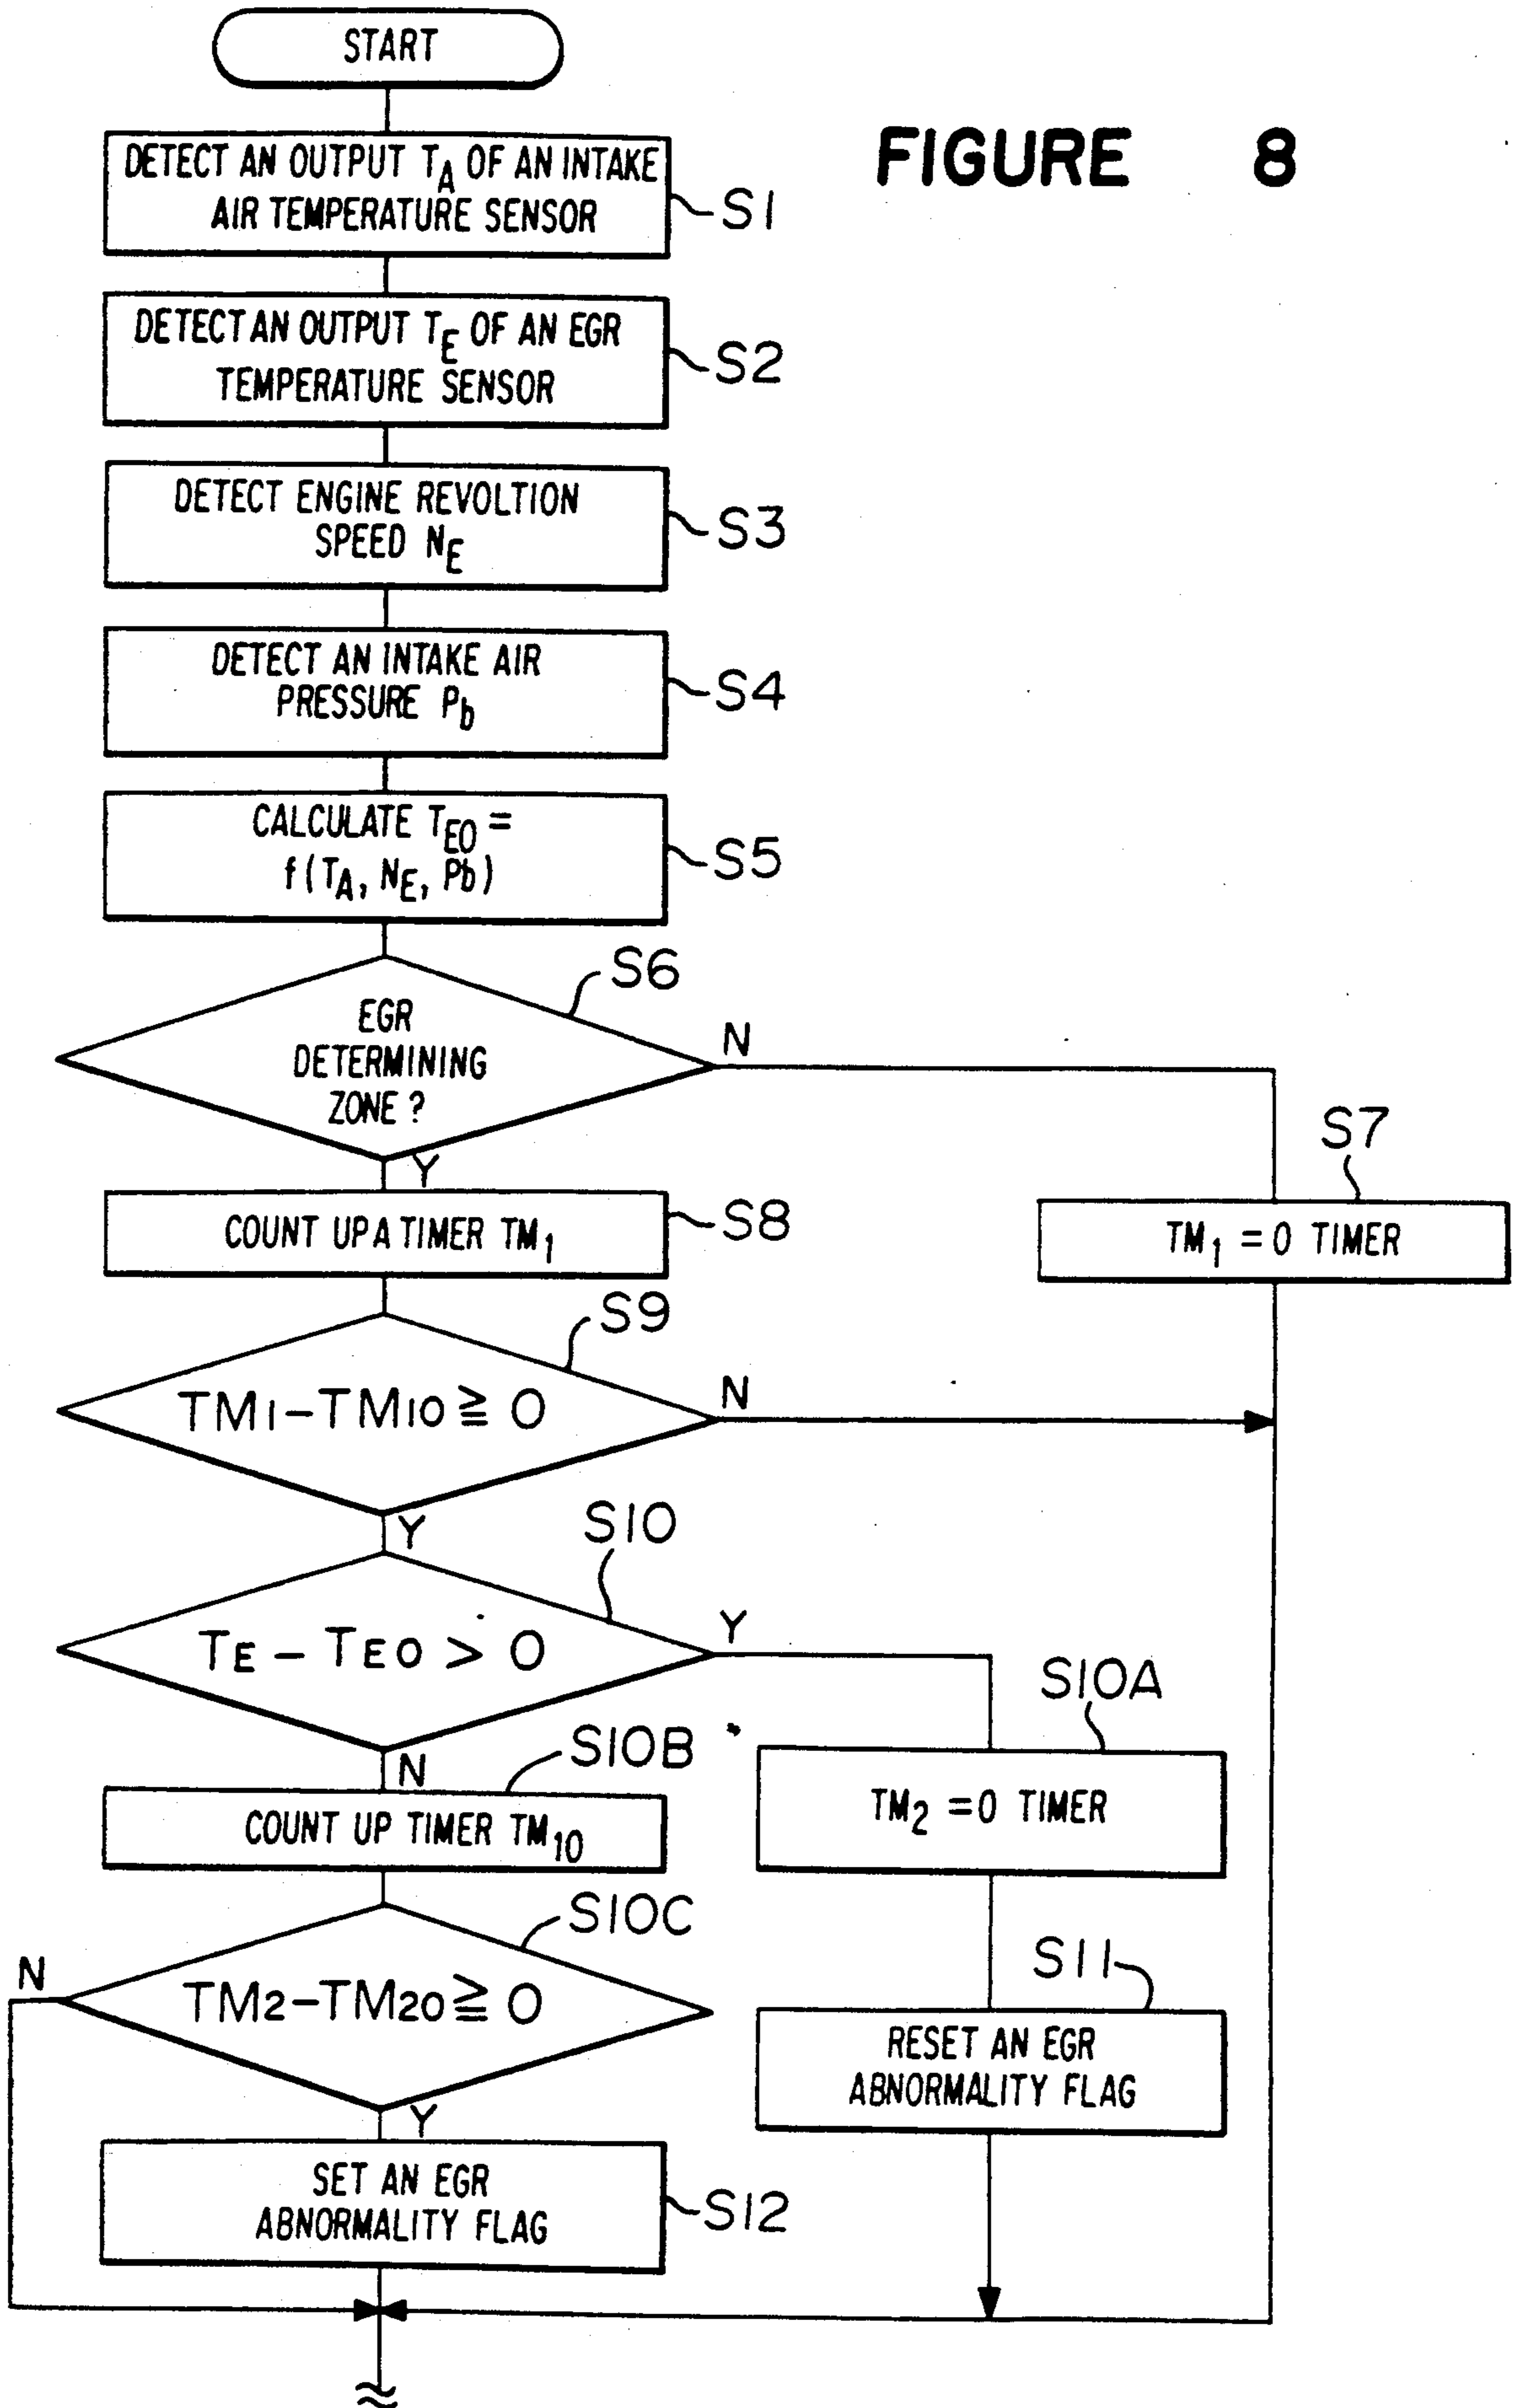 START
FIGURE 8
DETECT AN OUTPUT TA OF AN INTAKE
AIR TEMPERATURE SENSOR
S1
DETECT AN OUTPUT TE OF AN EGR
TEMPERATURE SENSOR
S2
DETECT ENGINE REVOLTION
SPEED NE
S3
DETECT AN INTAKE AIR
PRESSURE Pb
S4
CALCULATE TEO =
f (TA, NE, Pb)
S5
S6
EGR
DETERMINING
ZONE ?
N
Y
S7
TM1 = 0 TIMER
COUNT UP A TIMER TM1
S8
S9
TM1 – TM10 ≧ 0
N
Y
S10
TE – TEO > 0
Y
N
S10A
TM2 = 0 TIMER
S10B
COUNT UP TIMER TM10
S10C
TM2 – TM20 ≧ 0
N
Y
S11
RESET AN EGR
ABNORMALITY FLAG
SET AN EGR
ABNORMALITY FLAG
S12